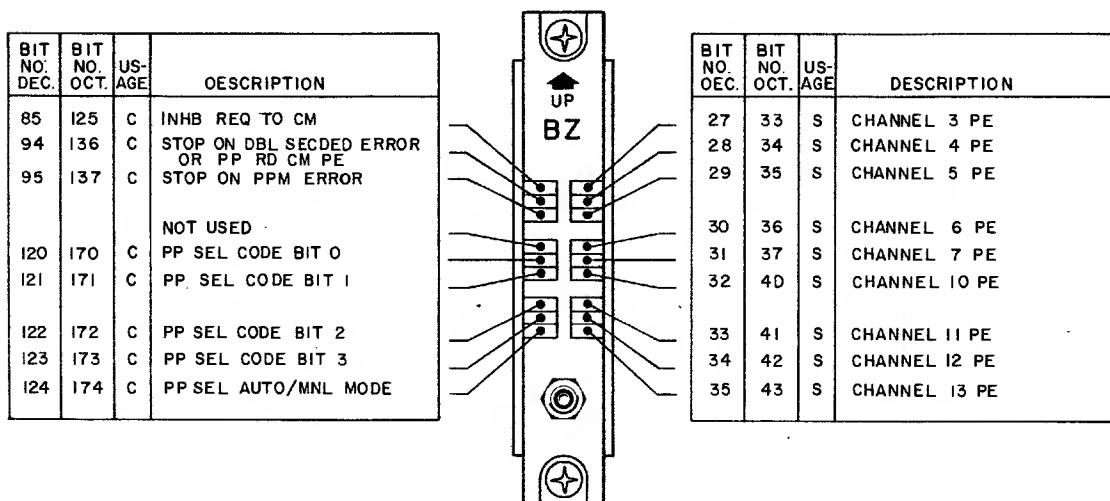 BIT NO. DEC. BIT NO. OCT. US-AGE OESCRIPTION
85 125 C INHB REQ TO CM
94 136 C STOP ON DBL SECDED ERROR
OR PP RD CM PE
95 137 C STOP ON PPM ERROR
NOT USED
120 170 C PP SEL CODE BIT 0
121 171 C PP SEL CODE BIT 1
122 172 C PP SEL CODE BIT 2
123 173 C PP SEL CODE BIT 3
124 174 C PP SEL AUTO/MNL MODE
UP
BZ
BIT NO. OEC. BIT NO. OCT. US-AGE DESCRIPTION
27 33 S CHANNEL 3 PE
28 34 S CHANNEL 4 PE
29 35 S CHANNEL 5 PE
30 36 S CHANNEL 6 PE
31 37 S CHANNEL 7 PE
32 40 S CHANNEL 10 PE
33 41 S CHANNEL 11 PE
34 42 S CHANNEL 12 PE
35 43 S CHANNEL 13 PE